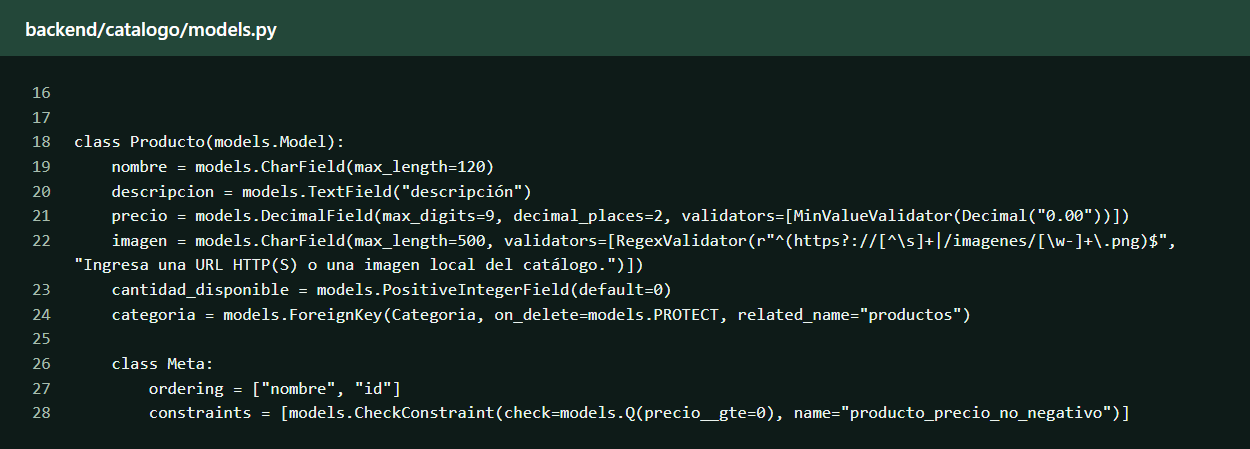 backend/catalogo/models.py
16
17
18 class Producto(models.Model):
19     nombre = models.CharField(max_length=120)
20     descripcion = models.TextField("descripción")
21     precio = models.DecimalField(max_digits=9, decimal_places=2, validators=[MinValueValidator(Decimal("0.00"))])
22     imagen = models.CharField(max_length=500, validators=[RegexValidator(r"^(https?://[^\s]+|/imagenes/[\w-]+\.png)$",
"Ingresa una URL HTTP(S) o una imagen local del catálogo.")])
23     cantidad_disponible = models.PositiveIntegerField(default=0)
24     categoria = models.ForeignKey(Categoria, on_delete=models.PROTECT, related_name="productos")
25
26     class Meta:
27         ordering = ["nombre", "id"]
28         constraints = [models.CheckConstraint(check=models.Q(precio__gte=0), name="producto_precio_no_negativo")]